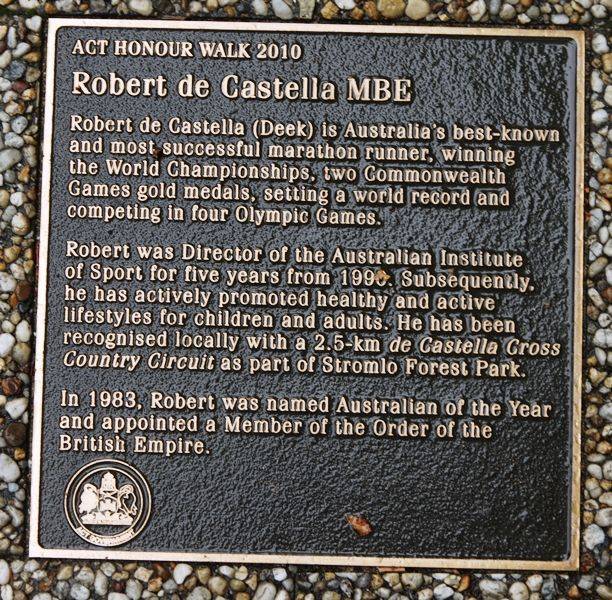 ACT HONOUR WALK 2010
Robert de Castella MBE
Robert de Castella (Deek) is Australia's best-known
and most successful marathon runner, winning
the World Championships, two Commonwealth
Games gold medals, setting a world record and
competing in four Olympic Games.
Robert was Director of the Australian Institute
of Sport for five years from 1990. Subsequently,
he has actively promoted healthy and active
lifestyles for children and adults. He has been
recognised locally with a 2.5-km de Castella Cross
Country Circuit as part of Stromlo Forest Park.
In 1983, Robert was named Australian of the Year
and appointed a Member of the Order of the
British Empire.
ACT GOVERNMENT